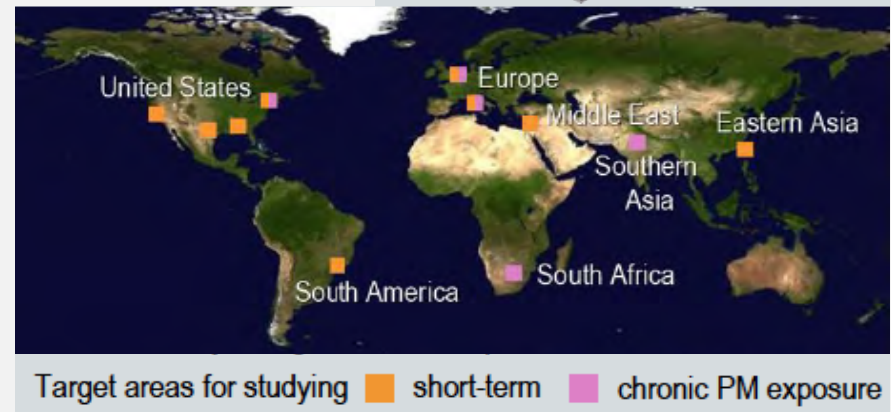 United States
Europe
Middle East
Eastern Asia
Southern
Asia
South America
South Africa
Target areas for studying short-term chronic PM exposure